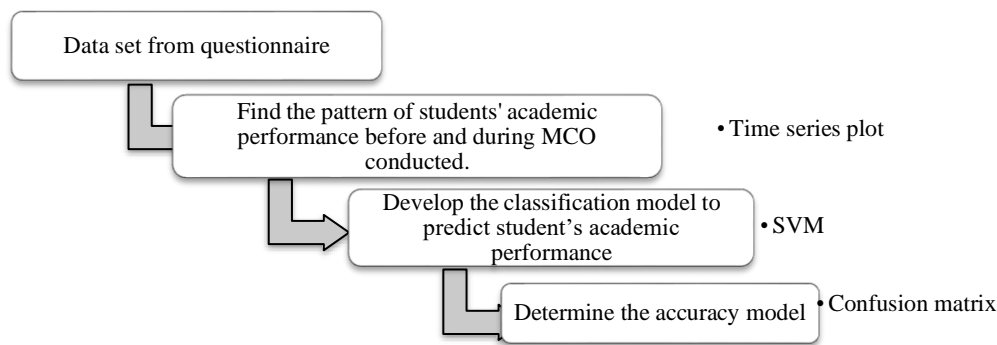 Data set from questionnaire
Find the pattern of students' academic
performance before and during MCO
conducted.
• Time series plot
Develop the classification model to
predict student’s academic
performance
• SVM
Determine the accuracy model
• Confusion matrix